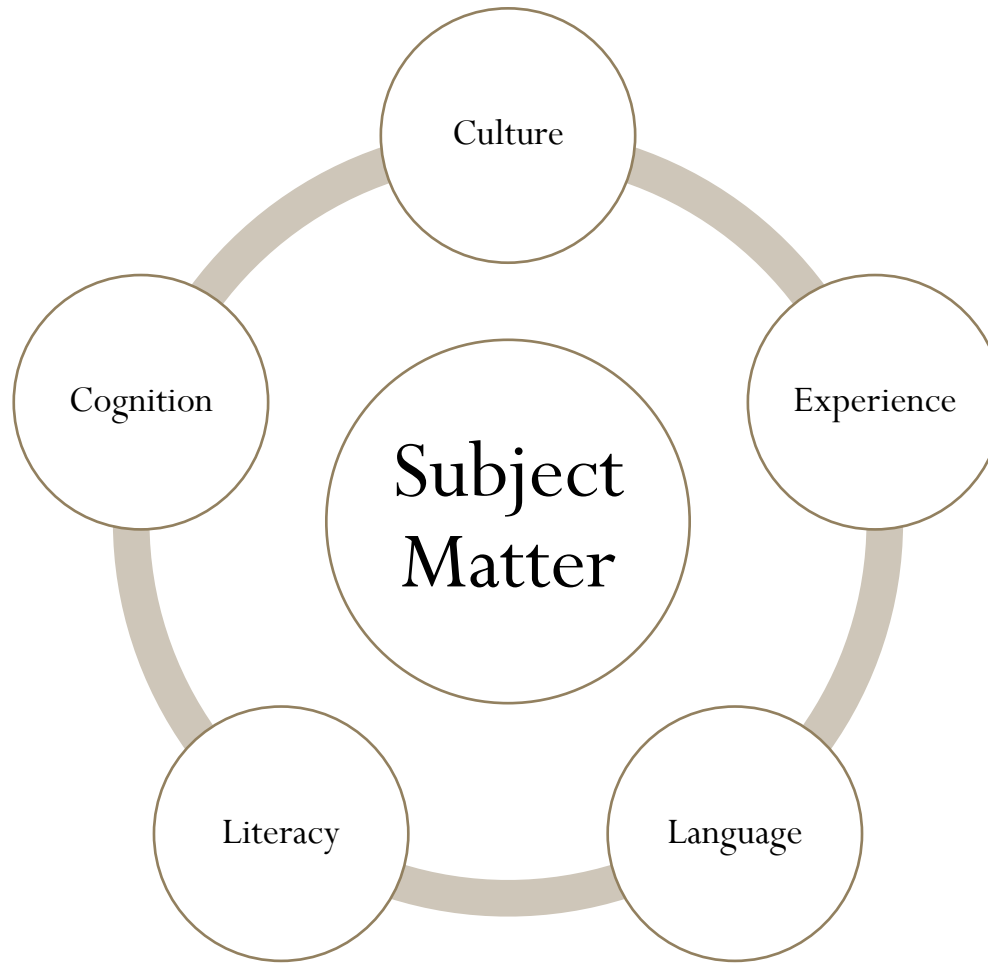 Culture
Cognition
Experience
Subject
Matter
Literacy
Language